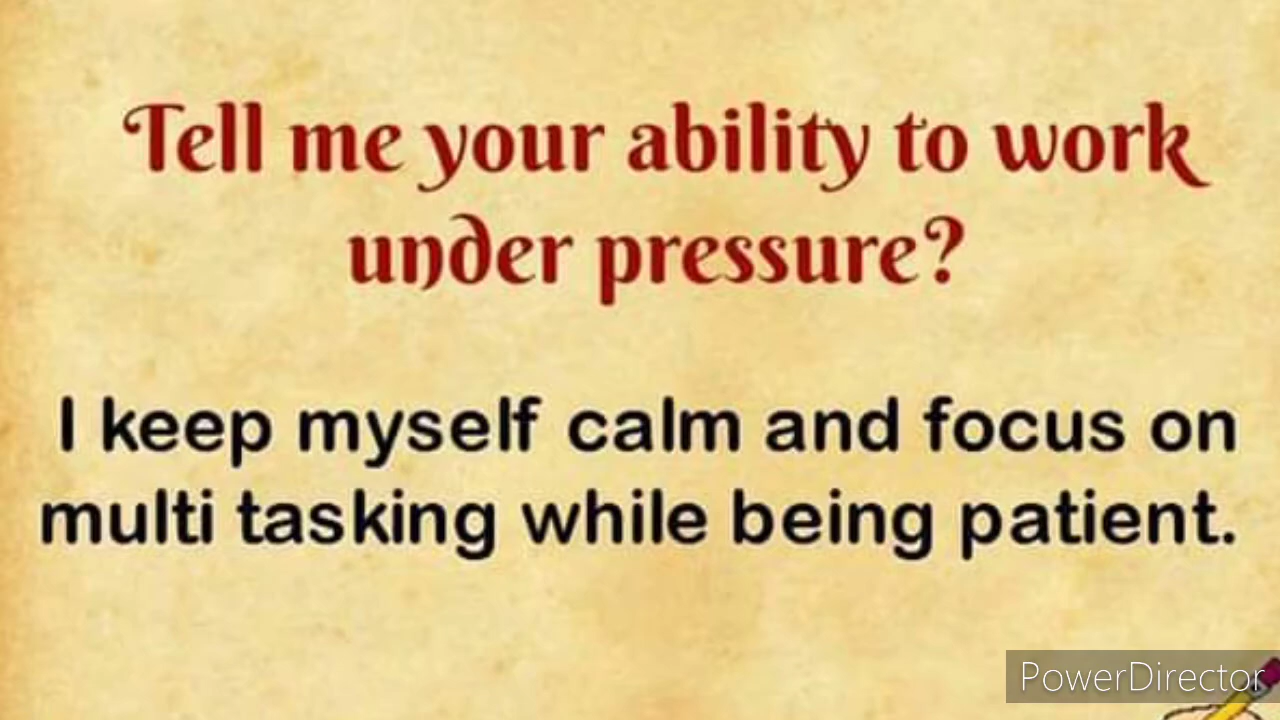 Tell me your ability to work
under pressure?
I keep myself calm and focus on
multi tasking while being patient.
PowerDirector